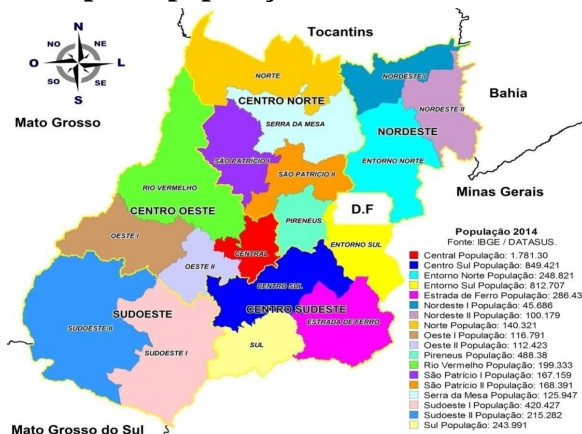 Tocantins
N
NO
NE
O
L
SO
SE
S
Bahia
Mato Grosso
Minas Gerais
Mato Grosso do Sul
NORTE
CENTRO NORTE
SERRA DA MESA
NORDESTE I
NORDESTE II
NORDESTE
ENTORNO NORTE
SÃO PATRÍCIO I
SÃO PATRÍCIO II
RIO VERMELHO
CENTRO OESTE
PIRENEUS
D.F
ENTORNO SUL
OESTE I
OESTE II
CENTRAL
CENTRO SUL
CENTRO SUDESTE
ESTRADA DE FERRO
SUDOESTE
SUDOESTE II
SUDOESTE I
SUL
População 2014
Fonte: IBGE / DATASUS.
Central População: 1.781.30
Centro Sul População: 849.421
Entorno Norte População: 248.821
Entorno Sul População: 812.707
Estrada de Ferro População: 286.43
Nordeste I População: 45.686
Nordeste II População: 100.179
Norte População: 140.321
Oeste I População: 116.791
Oeste II População: 112.423
Pireneus População: 488.38
Rio Vermelho População: 199.333
São Patrício I População: 167.159
São Patrício II População: 168.391
Serra da Mesa População: 125.947
Sudoeste I População: 420.427
Sudoeste II População: 215.282
Sul População: 243.991